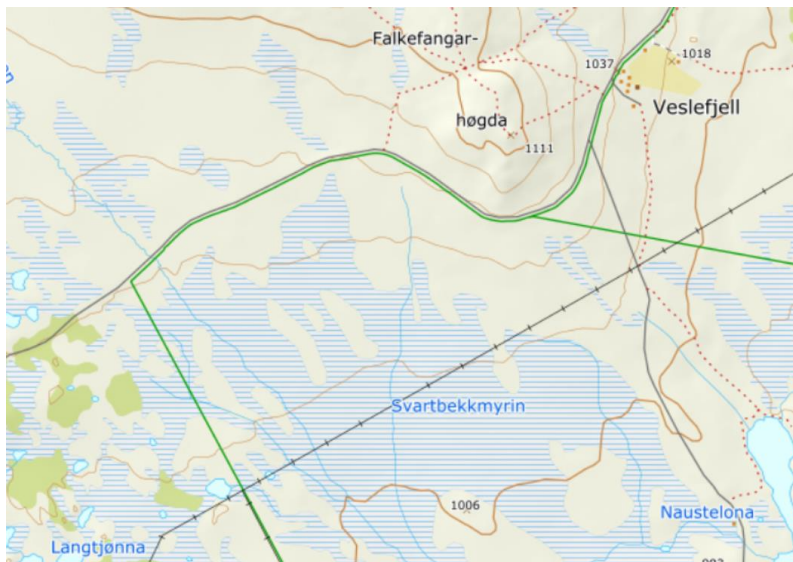 Falkefangar-
1018
1037
Veslefjell
høgda
1111
Svartbekkmyrin
1006
Naustelona
Langtjønna